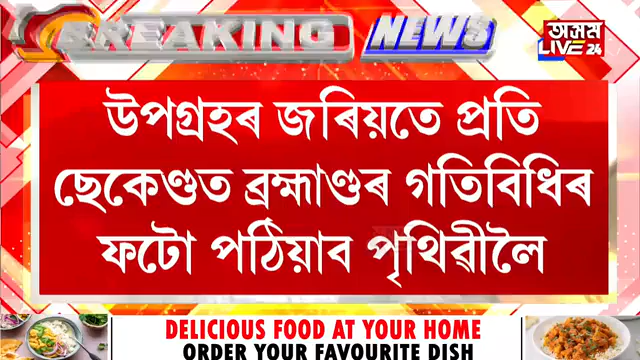 BREAKING NEWS
অসম
LIVE 24
উপগ্ৰহৰ জৰিয়তে প্ৰতি
ছেকেণ্ডত ব্ৰহ্মাণ্ডৰ গতিবিধিৰ
ফটো পঠিয়াব পৃথিৱীলৈ
DELICIOUS FOOD AT YOUR HOME
ORDER YOUR FAVOURITE DISH